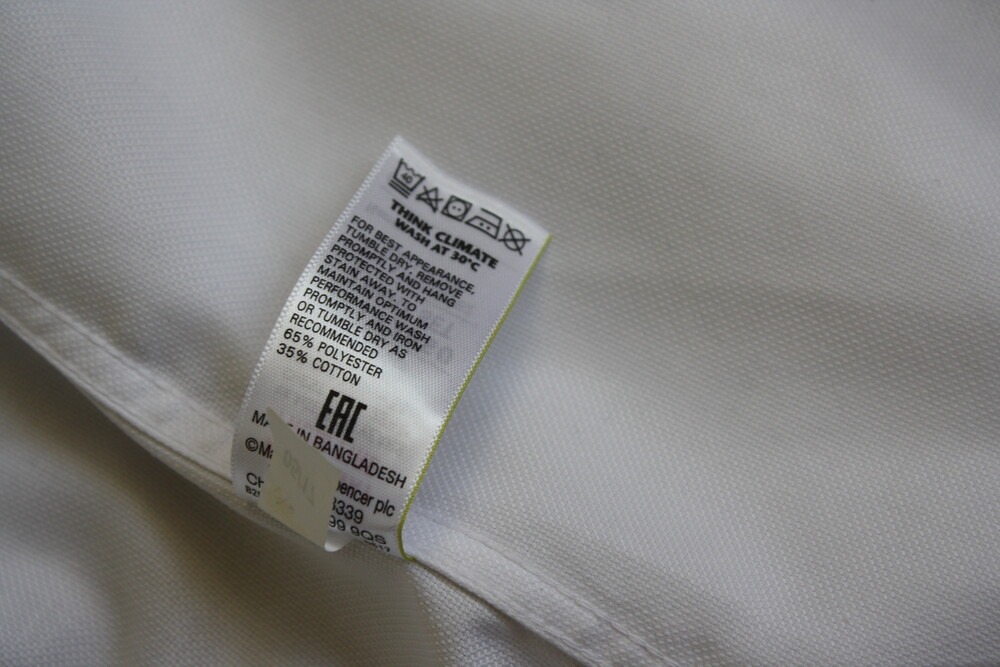 40
THINK CLIMATE
WASH AT 30°C
FOR BEST APPEARANCE,
TUMBLE DRY, REMOVE
PROMPTLY AND HANG
PROTECTED WITH
STAIN AWAY. TO
MAINTAIN OPTIMUM
PERFORMANCE WASH
PROMPTLY AND IRON
OR TUMBLE DRY AS
RECOMMENDED
65% POLYESTER
35% COTTON
EAC
IN BANGLADESH
plc